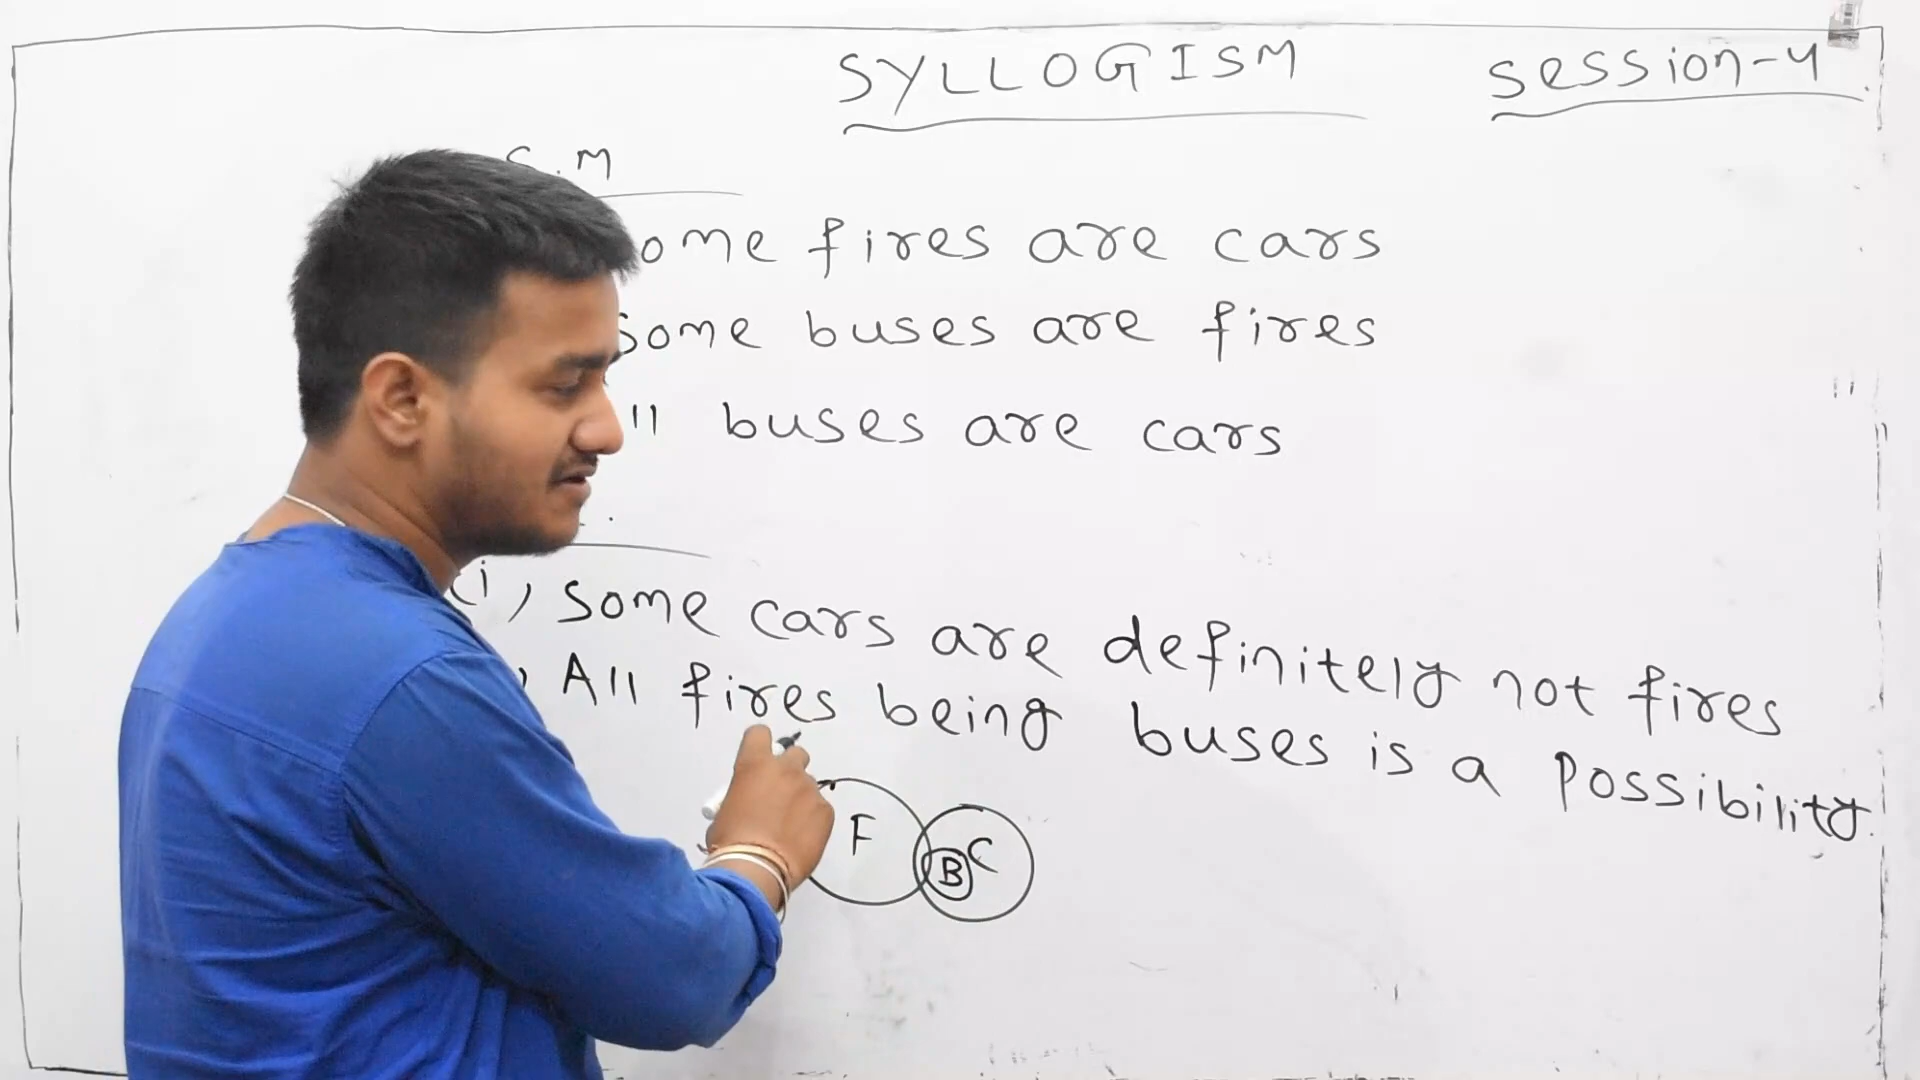 SYLLOGISM Session-4
S.M
ome fires are cars
some buses are fires
ll buses are cars
(i) some cars are definitely not fires
) All fires being buses is a possibility
F
B C